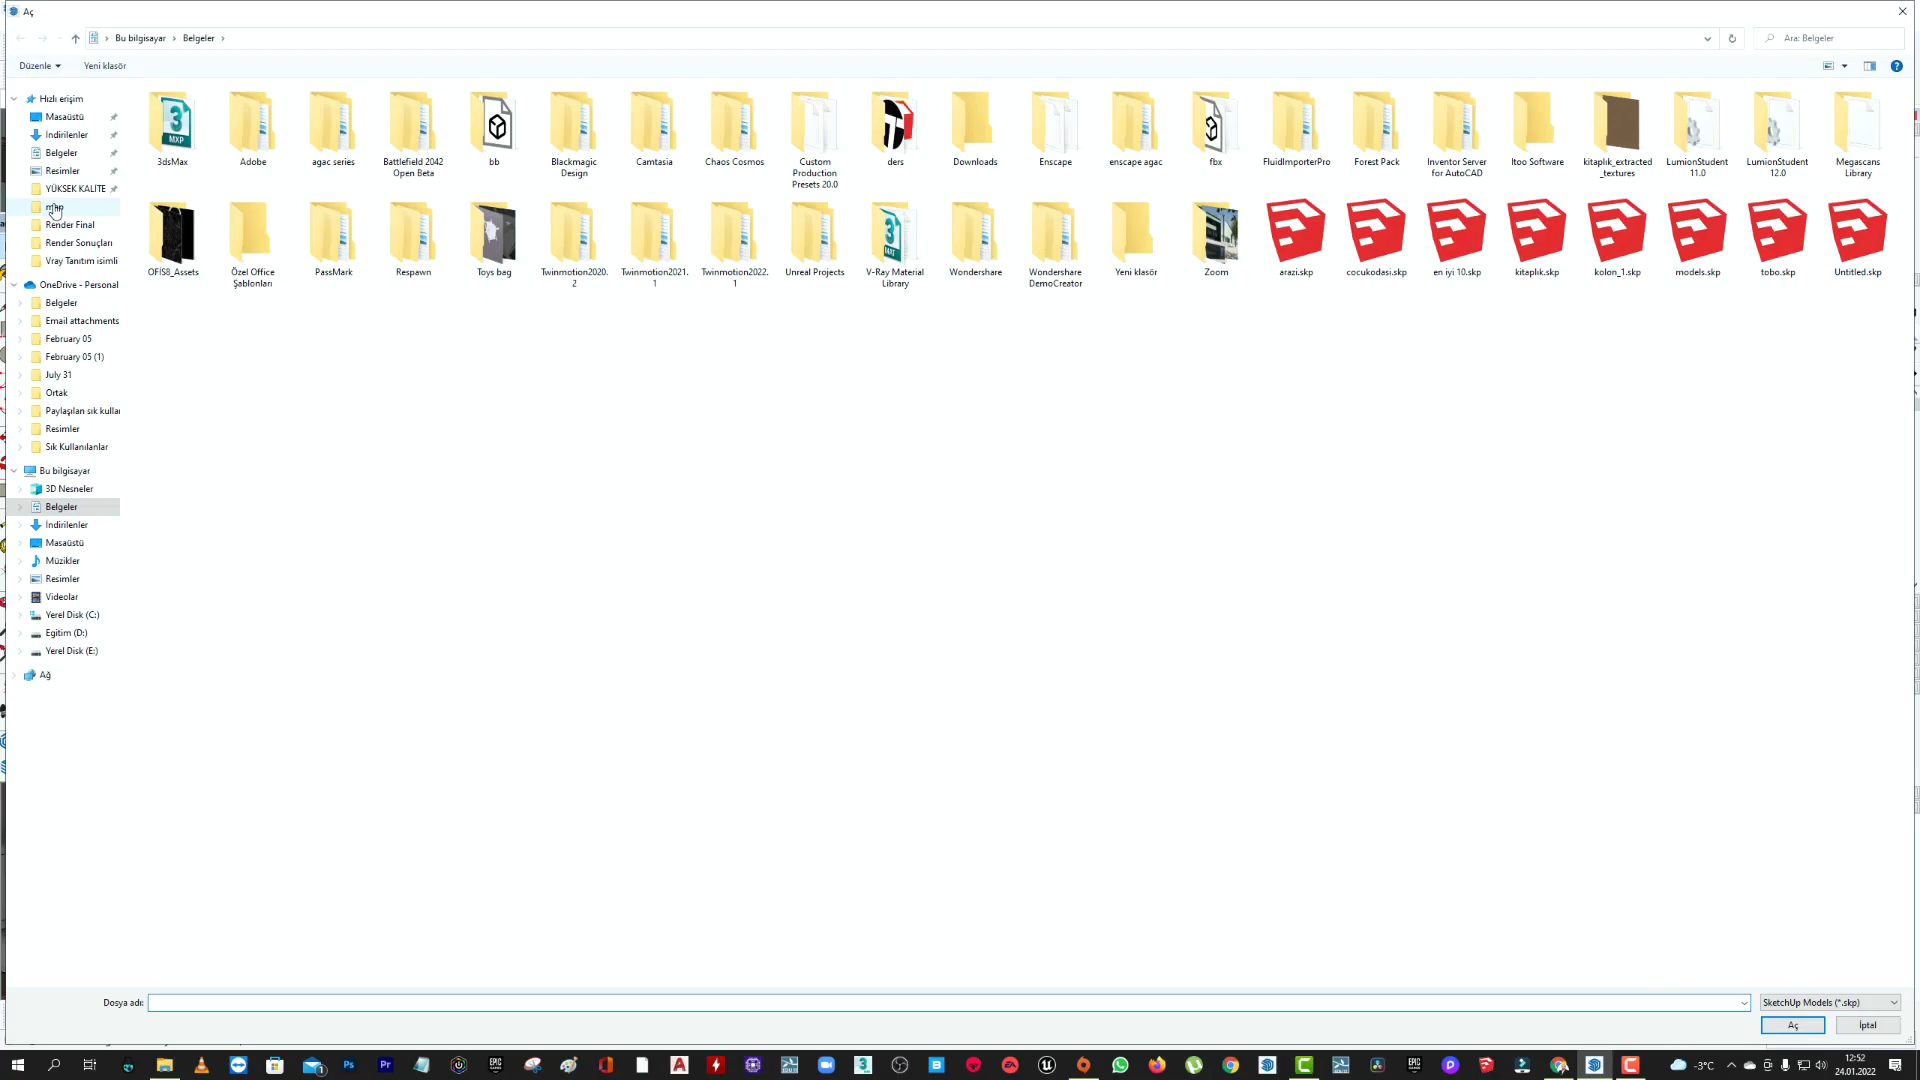 Aç
Bu bilgisayar
Belgeler
Ara: Belgeler
Düzenle
Yeni klasör
Hızlı erişim
Masaüstü
İndirilenler
Belgeler
Resimler
YÜKSEK KALİTE
Render Final
Render Sonuçları
Vray Tanıtım isimli
OneDrive - Personal
Belgeler
Email attachments
February 05
February 05 (1)
July 31
Ortak
Paylaşılan sık kullar
Resimler
Sık Kullanılanlar
Bu bilgisayar
3D Nesneler
Belgeler
İndirilenler
Masaüstü
Müzikler
Resimler
Videolar
Yerel Disk (C:)
Egitim (D:)
Yerel Disk (E:)
Ağ
3dsMax
Adobe
agac series
Battlefield 2042
Open Beta
bb
Blackmagic
Design
Camtasia
Chaos Cosmos
Custom
Production
Presets 20.0
ders
Downloads
Enscape
enscape agac
fbx
FluidImporterPro
Forest Pack
Inventor Server
for AutoCAD
Itoo Software
kitaplık_extracted
_textures
LumionStudent
11.0
LumionStudent
12.0
Megascans
Library
OFİS8_Assets
Özel Office
Şablonları
PassMark
Respawn
Toys bag
Twinmotion2020.
2
Twinmotion2021.
1
Twinmotion2022.
1
Unreal Projects
V-Ray Material
Library
Wondershare
Wondershare
DemoCreator
Yeni klasör
Zoom
arazi.skp
cocukodasi.skp
en iyi 10.skp
kitaplık.skp
kolon_1.skp
models.skp
tobo.skp
Untitled.skp
Dosya adı:
SketchUp Models (*.skp)
Aç
İptal
-3°C
12:52
24.01.2022